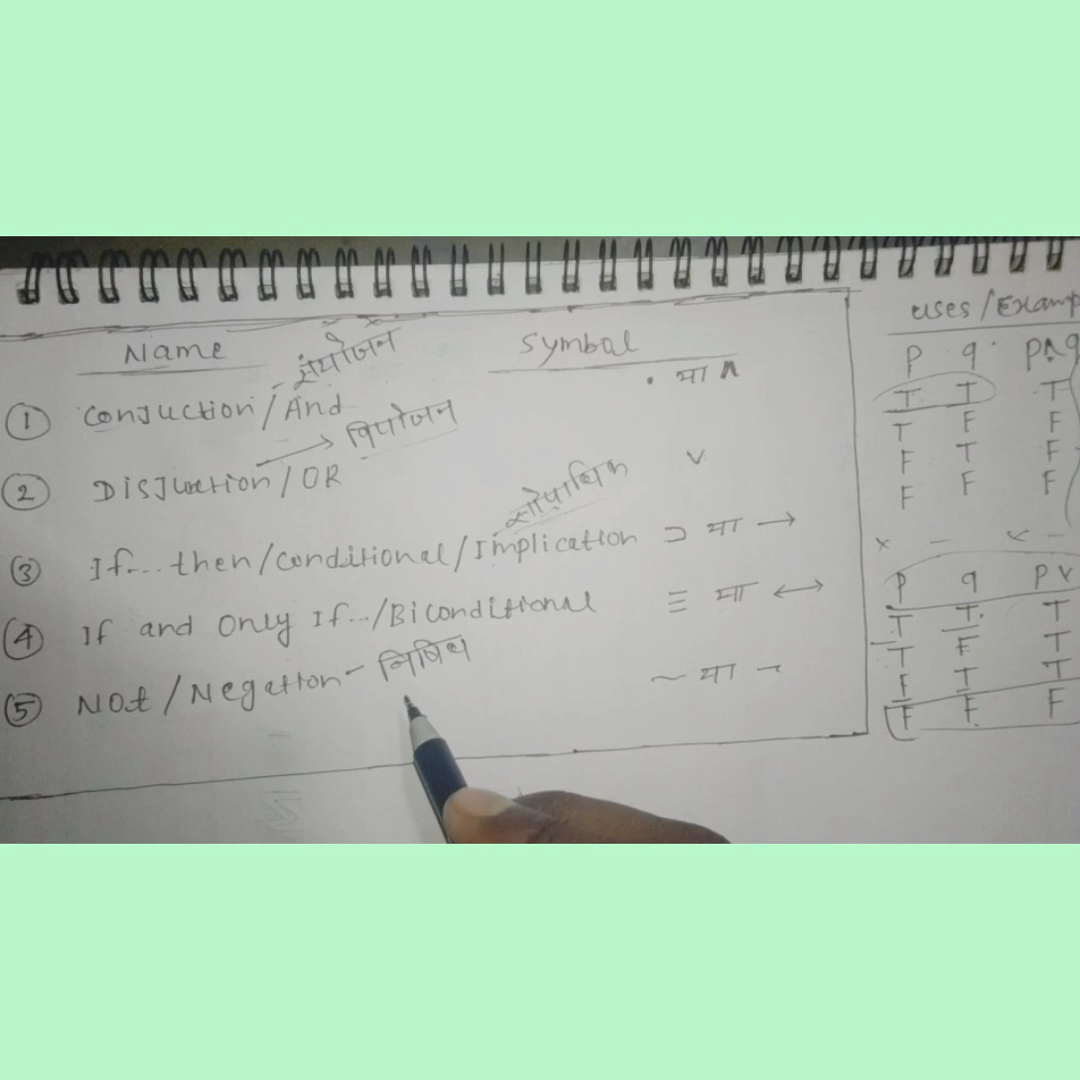 Name संयोजन Symbol
① Conjuction / And • या ∧
② Disjunction / OR → वियोजन v
③ If... then / Conditional / Implication सोपाधिक ⊃ या →
④ If and Only If... / Biconditional ≡ या ↔
⑤ Not / Negation - निषिध ~ या ¬
uses / Examp
P q P∧q
T T T
T F F
F T F
F F F
P q P v
T T T
T F T
F T T
F F F